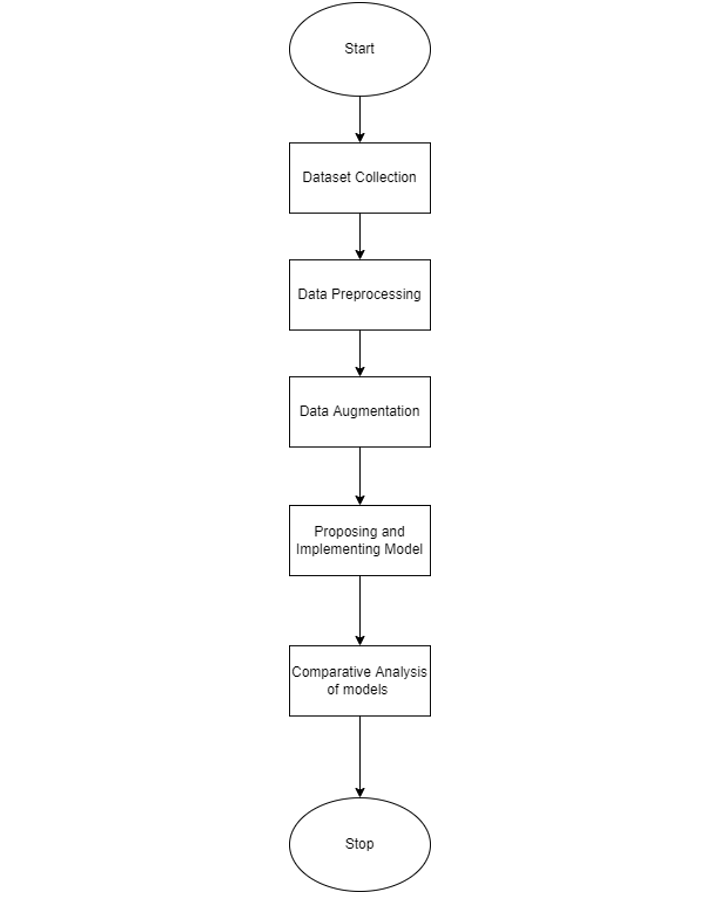 Start
Dataset Collection
Data Preprocessing
Data Augmentation
Proposing and
Implementing Model
Comparative Analysis
of models
Stop